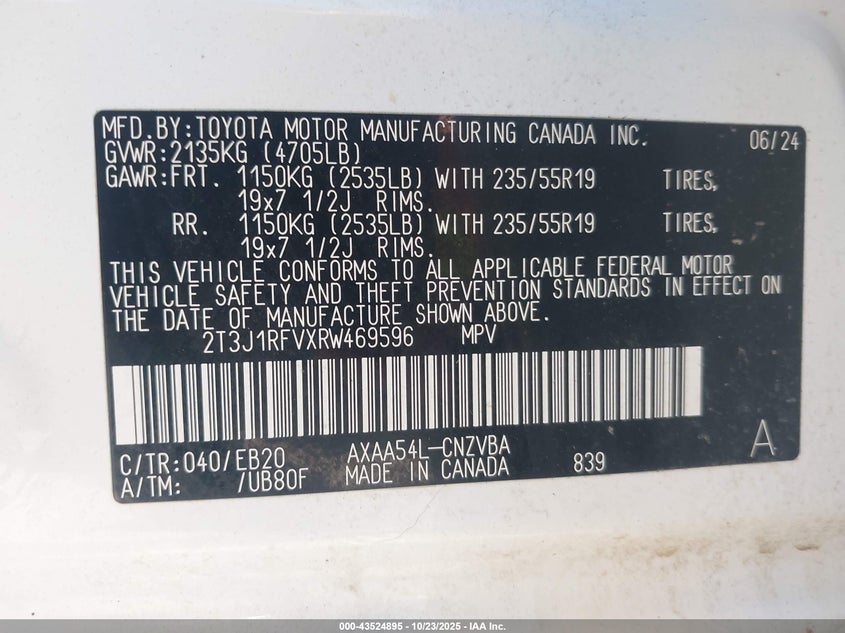 MFD.BY:TOYOTA MOTOR MANUFACTURING CANADA INC. 06/24
GVWR:2135KG (4705LB)
GAWR:FRT. 1150KG (2535LB) WITH 235/55R19 TIRES,
19x7 1/2J RIMS.
RR. 1150KG (2535LB) WITH 235/55R19 TIRES,
19x7 1/2J RIMS.
THIS VEHICLE CONFORMS TO ALL APPLICABLE FEDERAL MOTOR
VEHICLE SAFETY AND THEFT PREVENTION STANDARDS IN EFFECT ON
THE DATE OF MANUFACTURE SHOWN ABOVE.
2T3J1RFVXRW469596 MPV
C/TR:040/EB20 AXAA54L-CNZVBA A
A/TM: /UB80F MADE IN CANADA 839
000-43524895 - 10/23/2025 - IAA Inc.